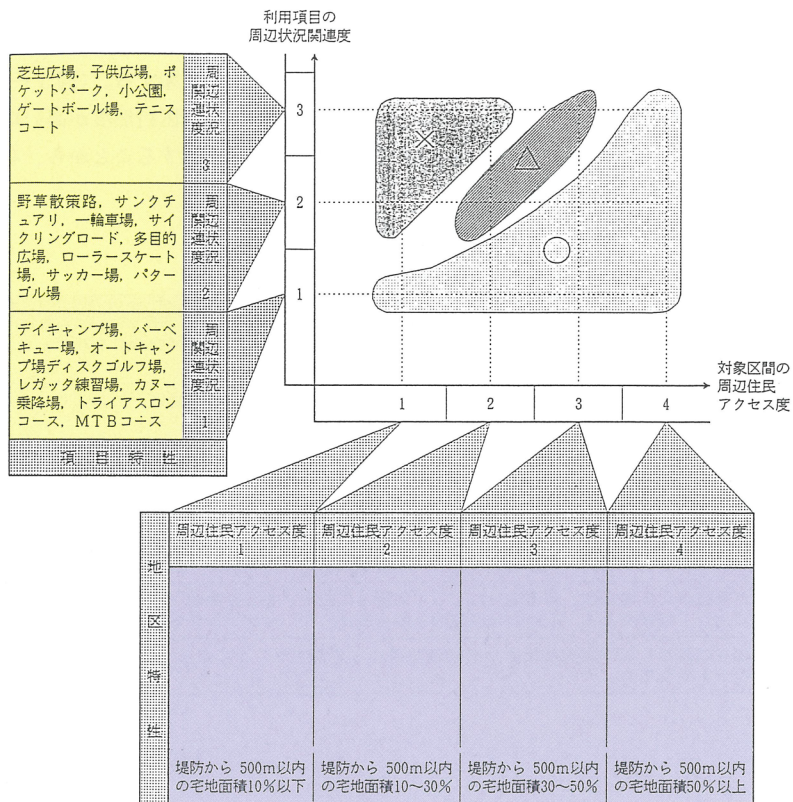 利用項目の
周辺状況関連度
芝生広場，子供広場，ポ
ケットパーク，小公園，
ゲートボール場，テニス
コート
周辺状況
関連度
3
野草散策路，サンクチ
ュアリ，一輪車場，サイ
クリングロード，多目的
広場，ローラースケート
場，サッカー場，パター
ゴル場
周辺状況
関連度
2
デイキャンプ場，バーベ
キュー場，オートキャン
プ場ディスクゴルフ場，
レガッタ練習場，カヌー
乗降場，トライアスロン
コース，ＭＴＢコース
周辺状況
関連度
1
項目特性
3
2
1
×
△
○
1 2 3 4
対象区間の
周辺住民
アクセス度
地区特性
周辺住民アクセス度
1
周辺住民アクセス度
2
周辺住民アクセス度
3
周辺住民アクセス度
4
堤防から 500m以内
の宅地面積10％以下
堤防から 500m以内
の宅地面積10～30％
堤防から 500m以内
の宅地面積30～50％
堤防から 500m以内
の宅地面積50％以上